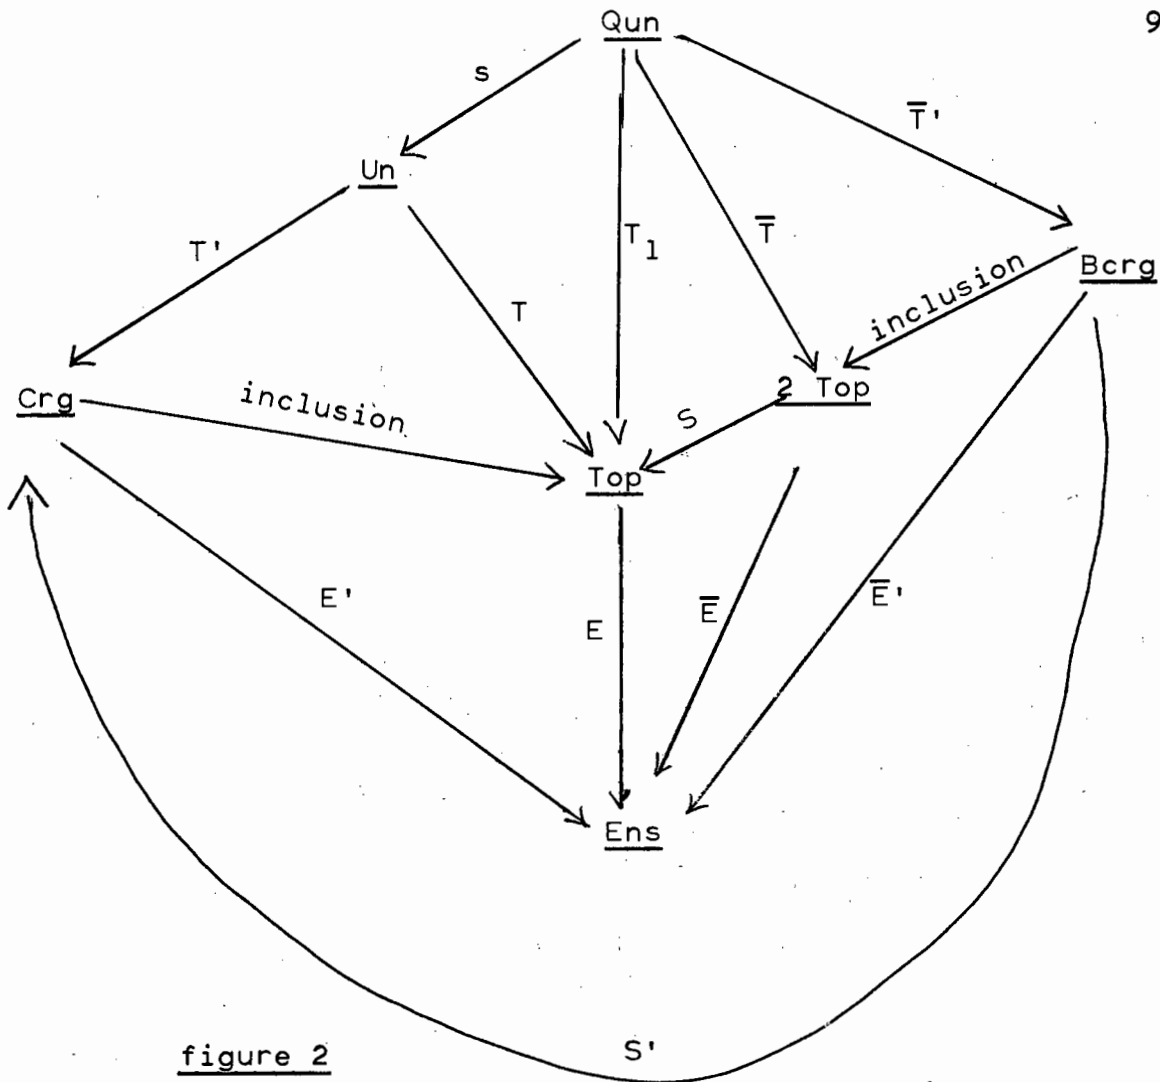 9
Qun
s
T̅'
Un
T'
T
T₁
T̅
Bcrg
inclusion
2 Top
Crg
inclusion
S
Top
E'
E
E̅
E̅'
Ens
S'
figure 2